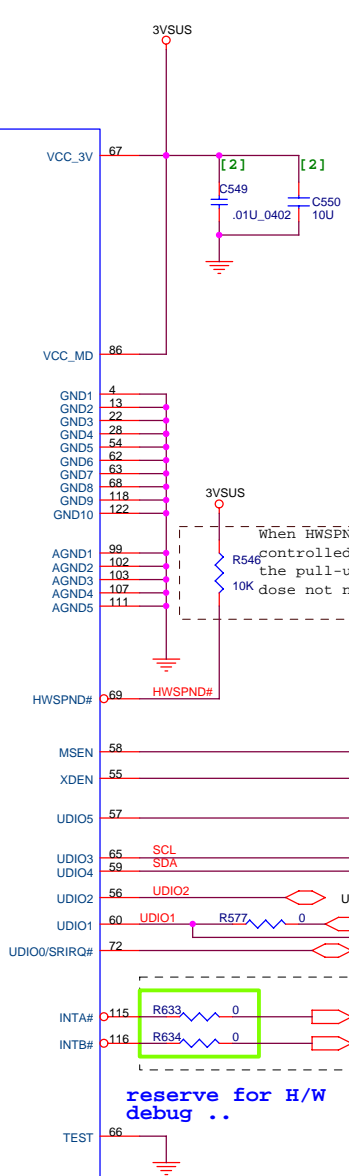 3VSUS
VCC_3V 67
[2] [2]
C549 C550
.01U_0402 10U
VCC_MD 86
GND1 4
GND2 13
GND3 22
GND4 28
GND5 54
GND6 62
GND7 63
GND8 68
GND9 118
GND10 122
3VSUS
When HWSPN
AGND1 99
controlled
AGND2 102
R546 the pull-u
AGND3 103
AGND4 107
10K dose not n
AGND5 111
HWSPND# 69 HWSPND#
MSEN 58
XDEN 55
UDIO5 57
UDIO3 65 SCL
UDIO4 59 SDA
UDIO2 56 UDIO2 U
UDIO1 60 UDIO1 R577 0
UDIO0/SRIRQ# 72
INTA# 115 R633 0
INTB# 116 R634 0
reserve for H/W
debug ..
TEST 66